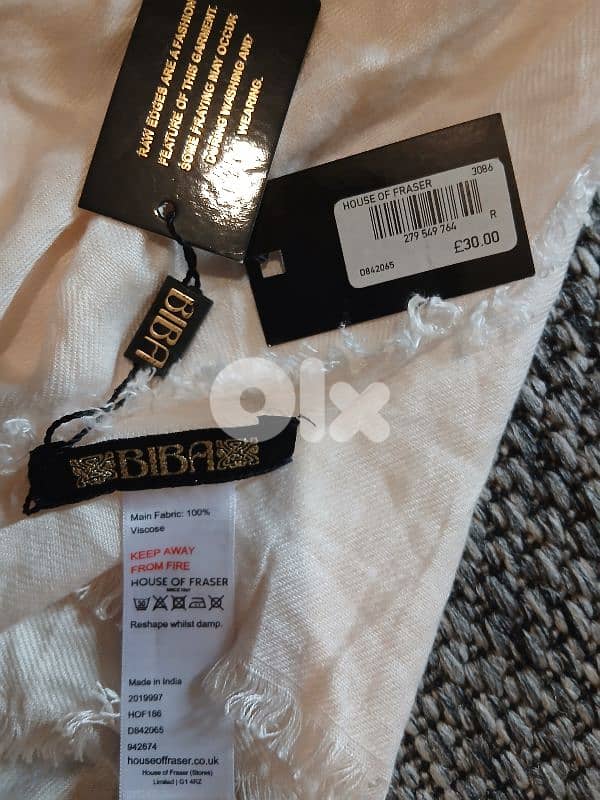 RAW EDGES ARE A FASHION
FEATURE OF THIS GARMENT.
SOME FRAYING MAY OCCUR
DURING WASHING AND
WEARING.
HOUSE OF FRASER
3086
279 549 764
R
£30.00
D842065
BIBA
olx
BIBA
Main Fabric: 100%
Viscose
KEEP AWAY
FROM FIRE
HOUSE OF FRASER
SINCE 1849
Reshape whilst damp.
Made in India
2019997
HOF186
D842065
942674
houseoffraser.co.uk
House of Fraser (Stores)
Limited | G1 4RZ